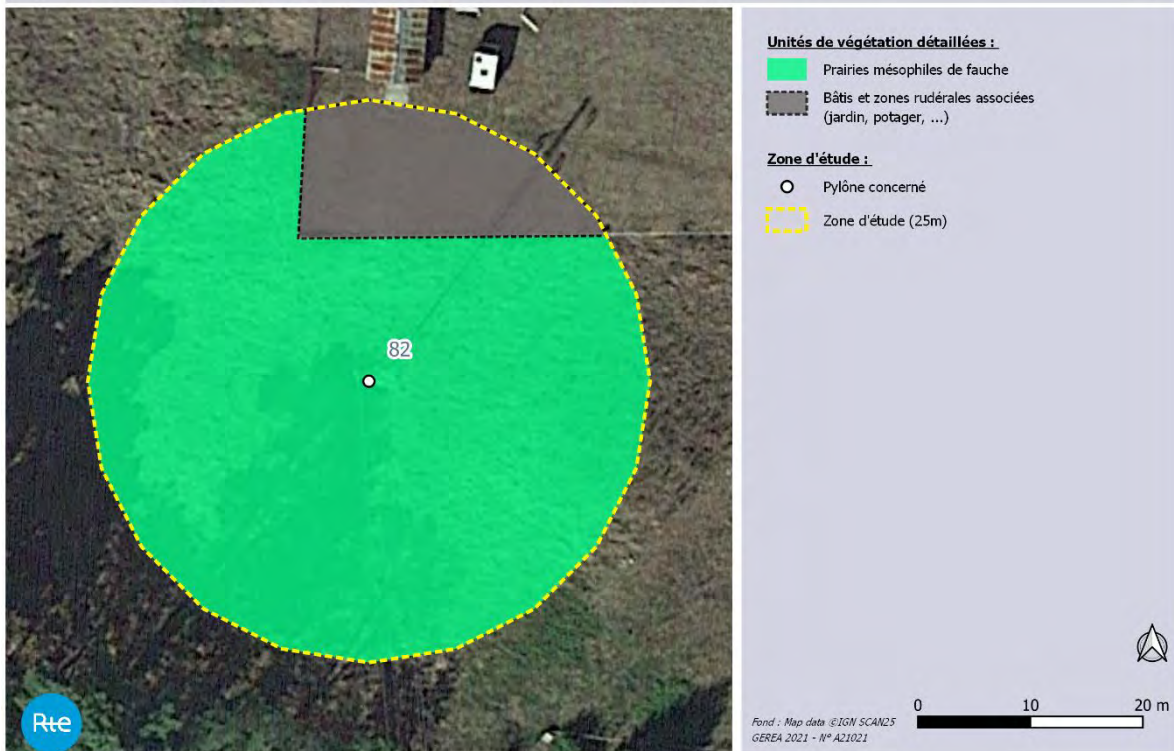 82
Rte
Unités de végétation détaillées :
Prairies mésophiles de fauche
Bâtis et zones rudérales associées
(jardin, potager, ...)
Zone d'étude :
Pylône concerné
Zone d'étude (25m)
0 10 20 m
Fond : Map data ©IGN SCAN25
GEREA 2021 - N° A21021